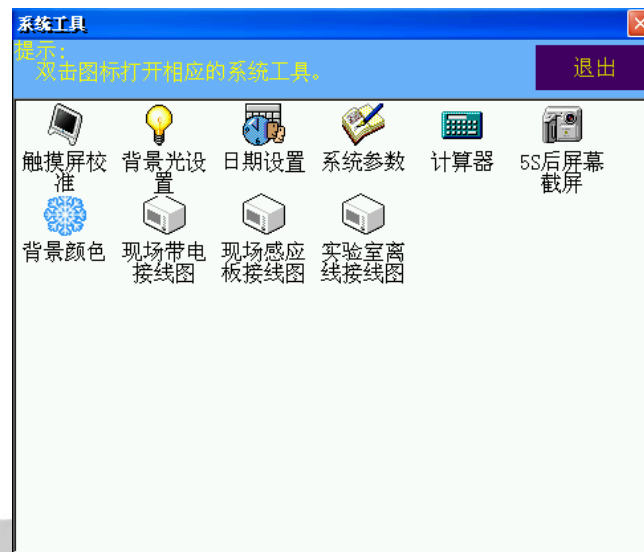 系统工具
提示:
双击图标打开相应的系统工具。
退出
触摸屏校
准
背景光设
置
日期设置
系统参数
计算器
5S后屏幕
截屏
背景颜色
现场带电
接线图
现场感应
板接线图
实验室离
线接线图